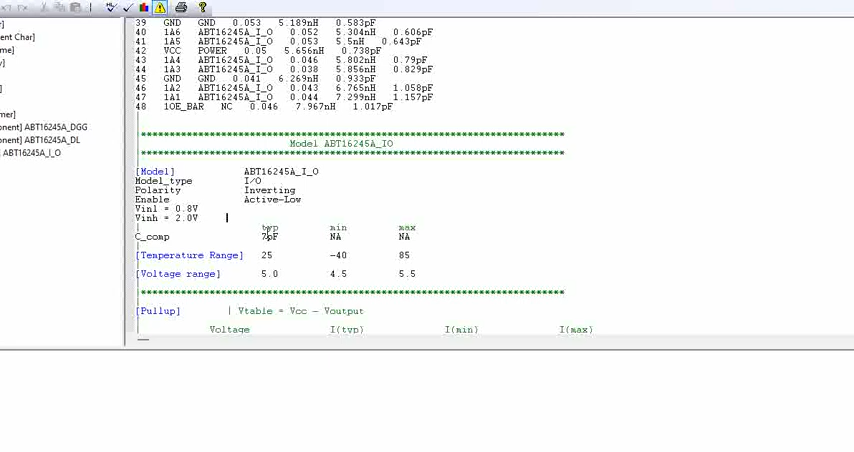 r]
ent Char]
me]
y]
]
mer]
onent] ABT16245A_DGG
onent] ABT16245A_DL
] ABT16245A_I_O
39 GND GND 0.053 5.189nH 0.583pF
40 1A6 ABT16245A_I_O 0.052 5.304nH 0.606pF
41 1A5 ABT16245A_I_O 0.053 5.5nH 0.643pF
42 VCC POWER 0.05 5.656nH 0.738pF
43 1A4 ABT16245A_I_O 0.046 5.802nH 0.79pF
44 1A3 ABT16245A_I_O 0.038 5.856nH 0.829pF
45 GND GND 0.041 6.269nH 0.933pF
46 1A2 ABT16245A_I_O 0.043 6.765nH 1.058pF
47 1A1 ABT16245A_I_O 0.044 7.299nH 1.157pF
48 1OE_BAR NC 0.046 7.967nH 1.017pF
Model ABT16245A_IO
[Model] ABT16245A_I_O
Model_type I/O
Polarity Inverting
Enable Active-Low
Vinl = 0.8V
Vinh = 2.0V
| typ min max
C_comp 7pF NA NA
[Temperature Range] 25 -40 85
[Voltage range] 5.0 4.5 5.5
[Pullup] | Vtable = Vcc - Voutput
| Voltage I(typ) I(min) I(max)